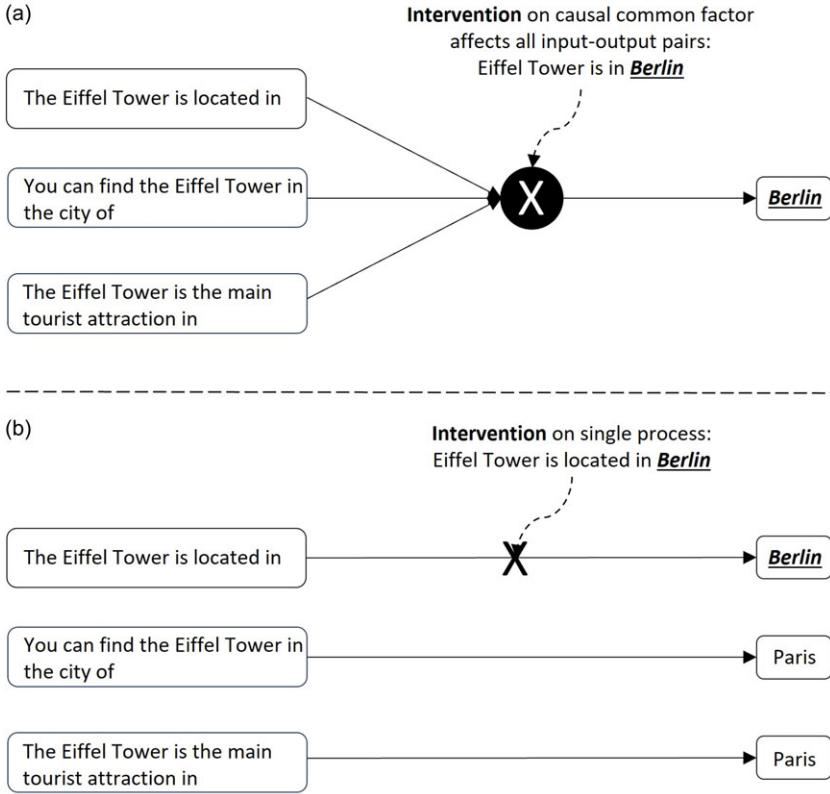 (a)
Intervention on causal common factor
affects all input-output pairs:
Eiffel Tower is in Berlin
The Eiffel Tower is located in
You can find the Eiffel Tower in
the city of
X
Berlin
The Eiffel Tower is the main
tourist attraction in
(b)
Intervention on single process:
Eiffel Tower is located in Berlin
The Eiffel Tower is located in
X
Berlin
You can find the Eiffel Tower in
the city of
Paris
The Eiffel Tower is the main
tourist attraction in
Paris